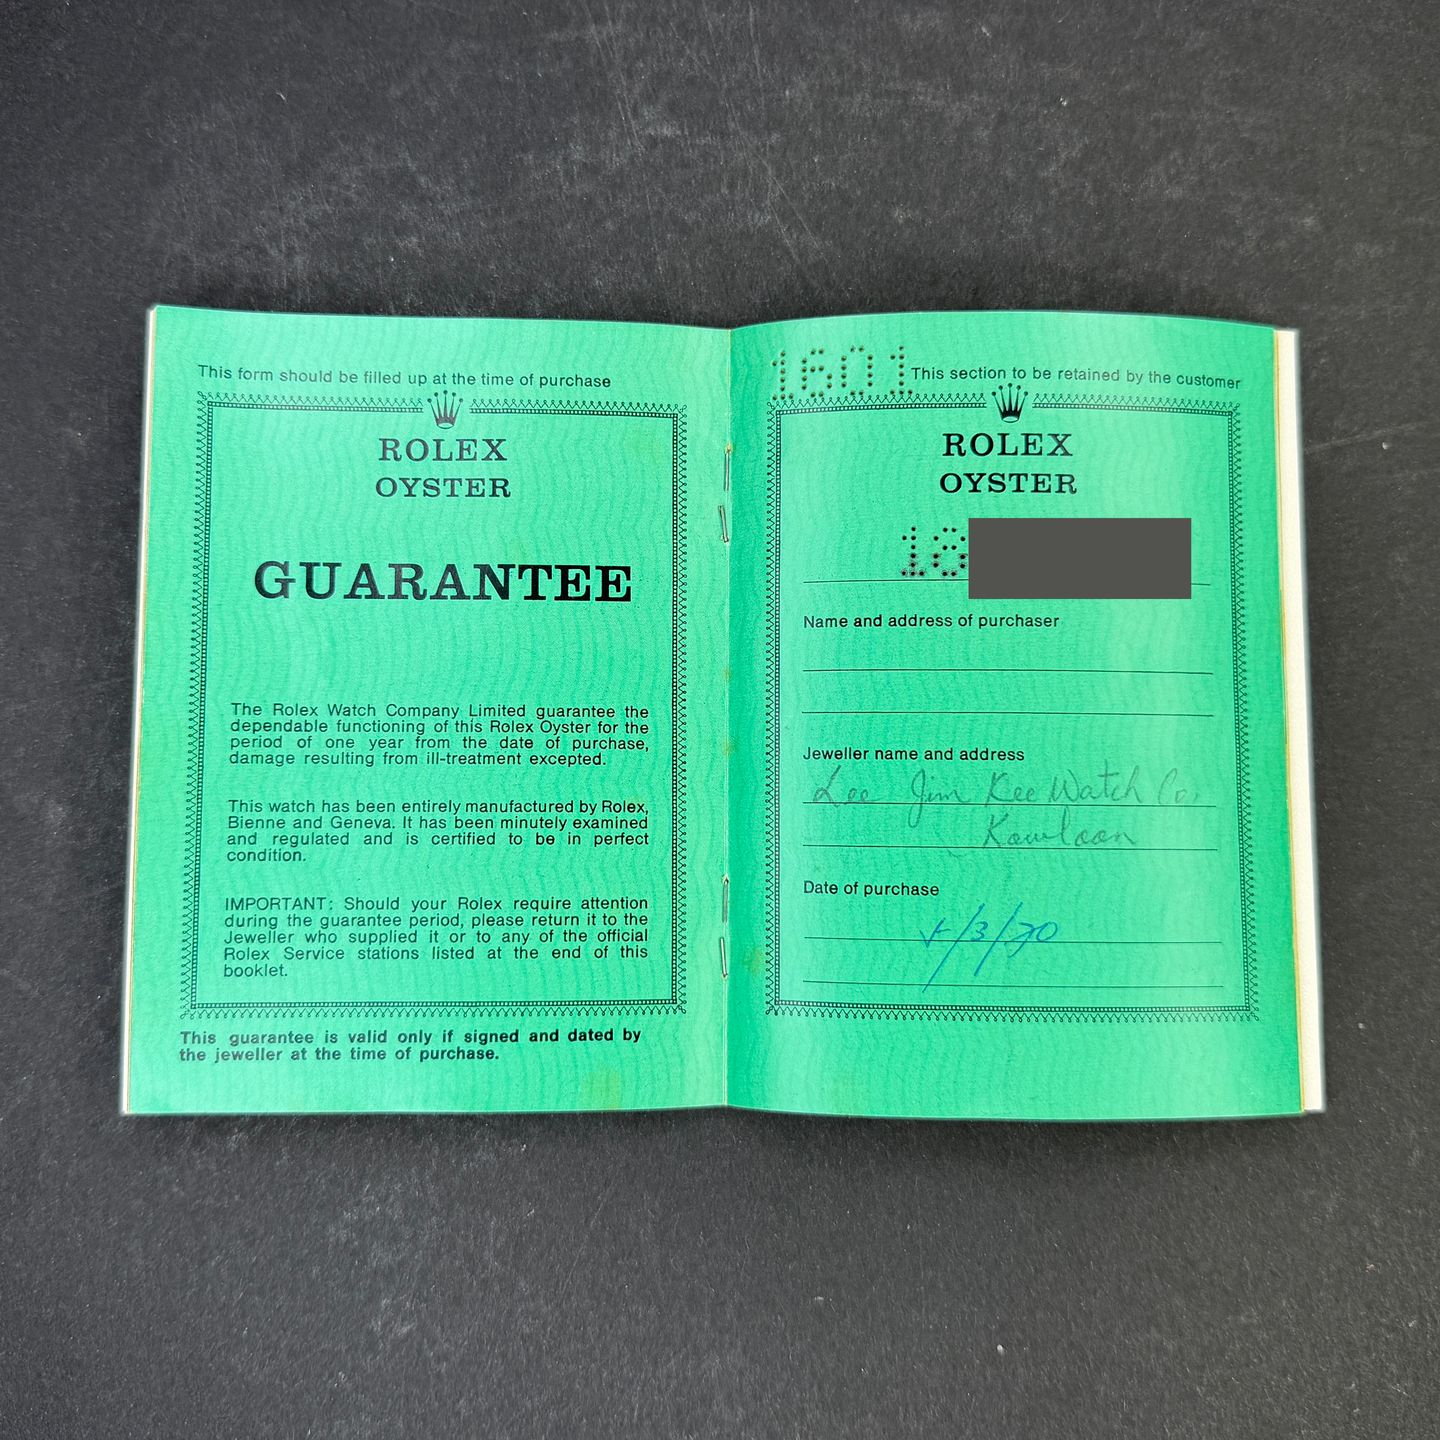 This form should be filled up at the time of purchase
ROLEX
OYSTER
GUARANTEE
The Rolex Watch Company Limited guarantee the
dependable functioning of this Rolex Oyster for the
period of one year from the date of purchase,
damage resulting from ill-treatment excepted.
This watch has been entirely manufactured by Rolex,
Bienne and Geneva. It has been minutely examined
and regulated and is certified to be in perfect
condition.
IMPORTANT: Should your Rolex require attention
during the guarantee period, please return it to the
Jeweller who supplied it or to any of the official
Rolex Service stations listed at the end of this
booklet.
This guarantee is valid only if signed and dated by
the jeweller at the time of purchase.
1601
This section to be retained by the customer
ROLEX
OYSTER
18
Name and address of purchaser
Jeweller name and address
Lee Jim Kee Watch Co.
Kowloon
Date of purchase